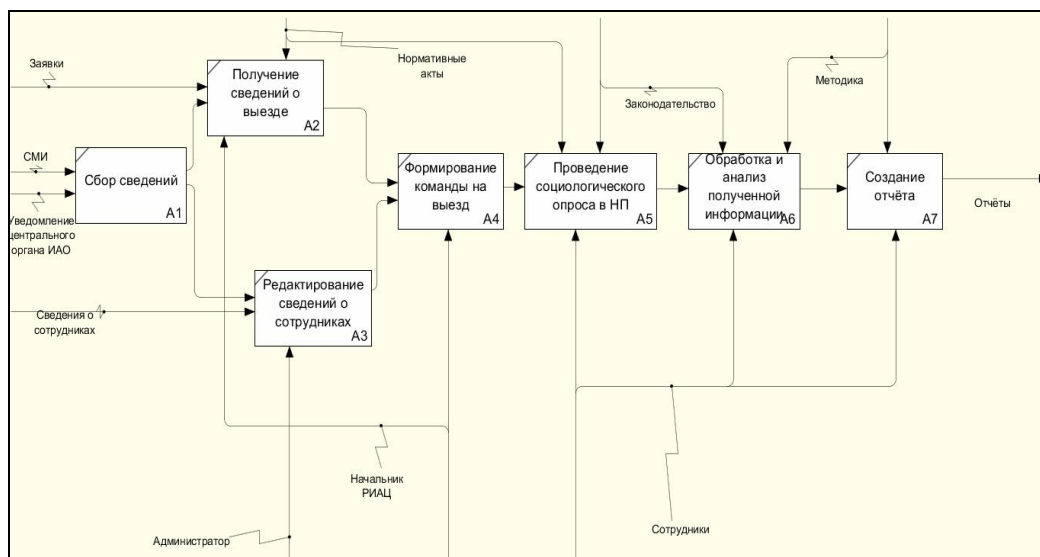 Заявки
СМИ
Уведомление
центрального
органа ИАО
Сведения о
сотрудниках
Сбор сведений
A1
Получение
сведений о
выезде
A2
Редактирование
сведений о
сотрудниках
A3
Нормативные
акты
Формирование
команды на
выезд
A4
Проведение
социологического
опроса в НП
A5
Законодательство
Обработка и
анализ
полученной
информации
A6
Методика
Создание
отчёта
A7
Отчёты
Начальник
РИАЦ
Администратор
Сотрудники